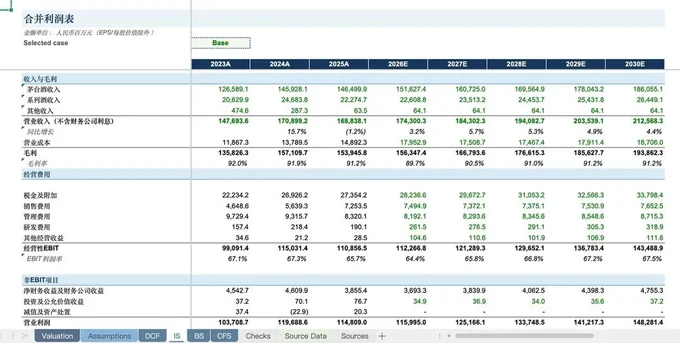 合并利润表
金额单位：人民币百万元（EPS/每股价值除外）
Selected case Base
2023A 2024A 2025A 2026E 2027E 2028E 2029E 2030E
收入与毛利
茅台酒收入 126,589.1 145,928.1 146,499.9 151,627.4 160,725.0 169,564.9 178,043.2 186,055.1
系列酒收入 20,629.9 24,683.8 22,274.7 22,608.8 23,513.2 24,453.7 25,431.8 26,449.1
其他收入 474.6 287.3 63.5 64.1 64.1 64.1 64.1 64.1
营业收入（不含财务公司利息） 147,693.6 170,899.2 168,838.1 174,300.3 184,302.3 194,082.7 203,539.1 212,568.3
同比增长 15.7% (1.2%) 3.2% 5.7% 5.3% 4.9% 4.4%
营业成本 11,867.3 13,789.5 14,892.3 17,952.9 17,508.7 17,467.4 17,911.4 18,706.0
毛利 135,826.3 157,109.7 153,945.8 156,347.4 166,793.6 176,615.3 185,627.7 193,862.3
毛利率 92.0% 91.9% 91.2% 89.7% 90.5% 91.0% 91.2% 91.2%
经营费用
税金及附加 22,234.2 26,926.2 27,354.2 28,236.6 29,672.7 31,053.2 32,566.3 33,798.4
销售费用 4,648.6 5,639.3 7,253.5 7,494.9 7,372.1 7,375.1 7,530.9 7,652.5
管理费用 9,729.4 9,315.7 8,320.1 8,192.1 8,293.6 8,345.6 8,548.6 8,715.3
研发费用 157.4 218.4 190.1 261.5 276.5 291.1 305.3 318.9
其他经营收益 34.6 21.2 28.5 104.6 110.6 101.9 106.9 111.6
经营性EBIT 99,091.4 115,031.4 110,856.5 112,266.8 121,289.3 129,652.1 136,783.4 143,488.9
EBIT利润率 67.1% 67.3% 65.7% 64.4% 65.8% 66.8% 67.2% 67.5%
非EBIT项目
净财务收益及财务公司收益 4,542.7 4,609.9 3,855.4 3,693.3 3,839.9 4,062.5 4,398.3 4,755.3
投资及公允价值收益 37.2 70.1 76.7 34.9 36.9 34.0 35.6 37.2
减值及资产处置 37.4 (22.9) 20.3 - - - - -
营业利润 103,708.7 119,688.6 114,809.0 115,995.0 125,166.1 133,748.5 141,217.3 148,281.4
Valuation Assumptions DCF IS BS CFS Checks Source Data Sources +